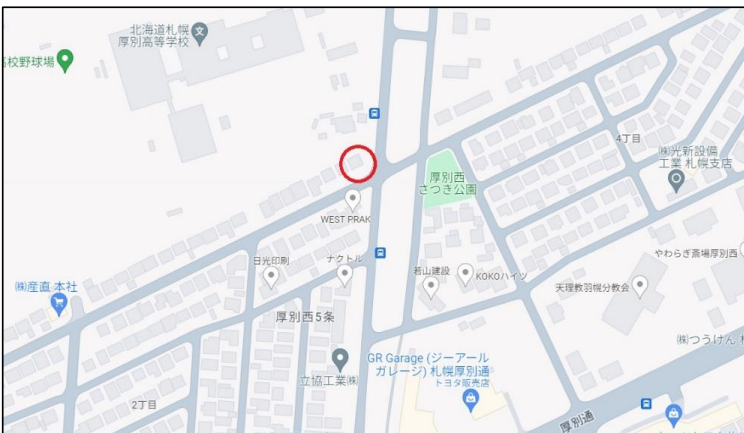 北海道札幌
厚別高等学校
高校野球場
4丁目
㈱光新設備
工業 札幌支店
厚別西
さつき公園
WEST PRAK
日光印刷
ナクトル
若山建設
KOKOハイツ
やわらぎ斎場厚別西
天理教羽幌分教会
㈱産直 本社
厚別西5条
㈱つうけん
GR Garage (ジーアール
ガレージ) 札幌厚別通
トヨタ販売店
立協工業㈱
2丁目
厚別通